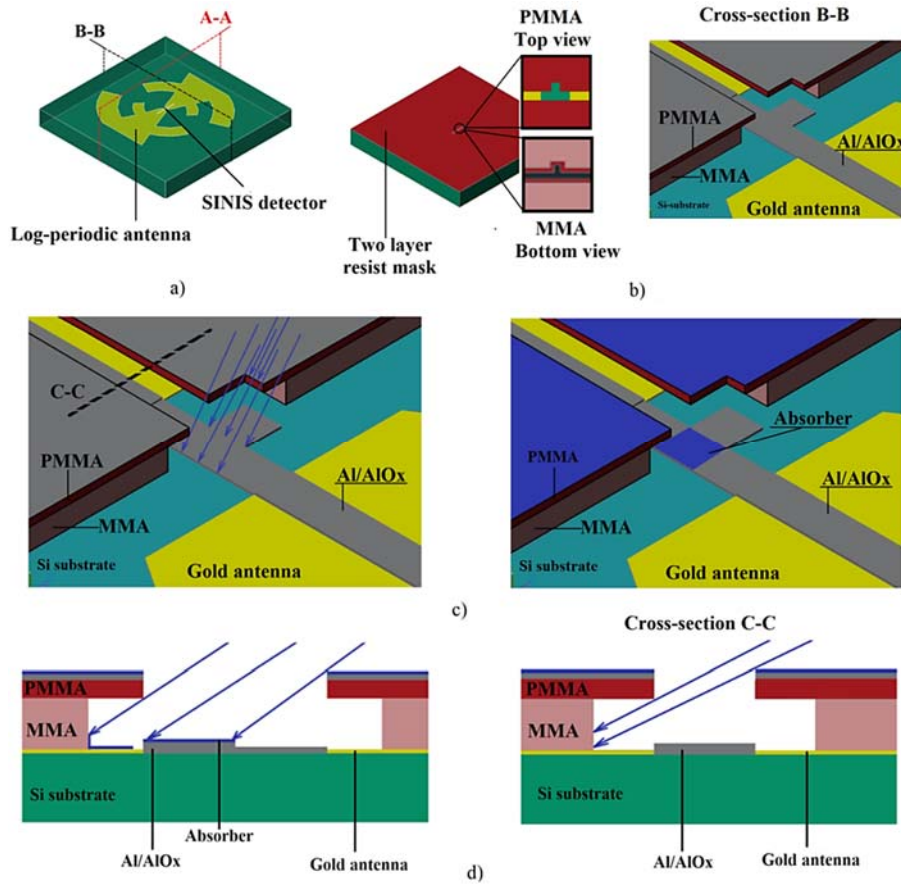 B-B
A-A
SINIS detector
Log-periodic antenna
a)
PMMA
Top view
Two layer
resist mask
MMA
Bottom view
Cross-section B-B
PMMA
Al/AlOx
MMA
Si-substrate
Gold antenna
b)
C-C
PMMA
MMA
Si substrate
Al/AlOx
Gold antenna
Absorber
PMMA
Al/AlOx
MMA
Si substrate
Gold antenna
c)
Cross-section C-C
PMMA
MMA
Si substrate
Absorber
Al/AlOx
Gold antenna
PMMA
MMA
Si substrate
Al/AlOx
Gold antenna
d)